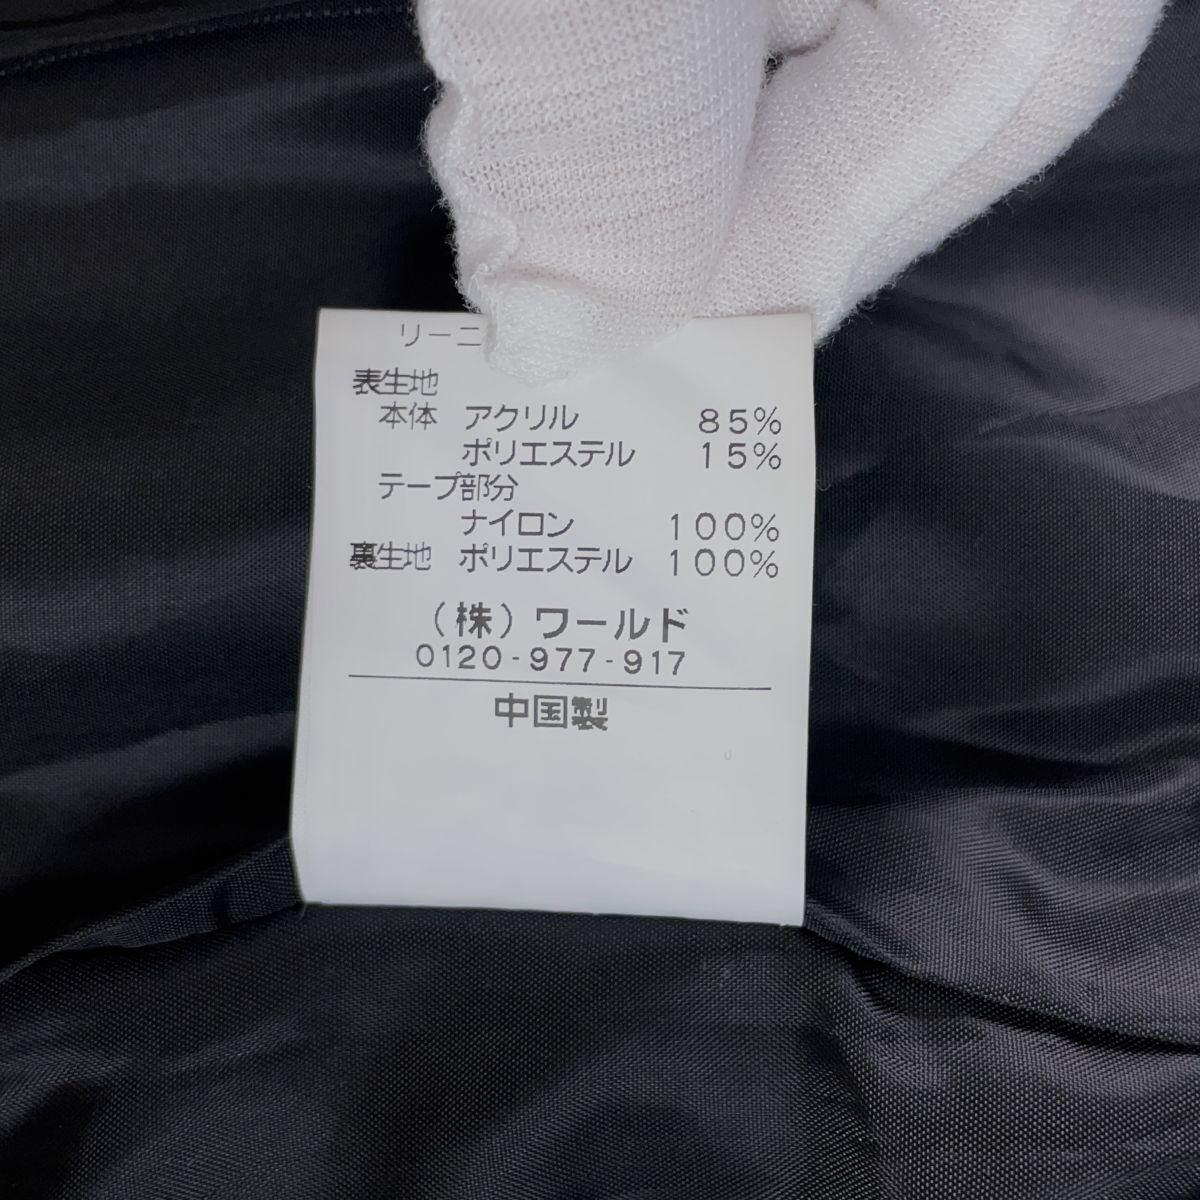 リーニ
表生地
本体 アクリル 85%
ポリエステル 15%
テープ部分
ナイロン 100%
裏生地 ポリエステル 100%
(株)ワールド
0120-977-917
中国製